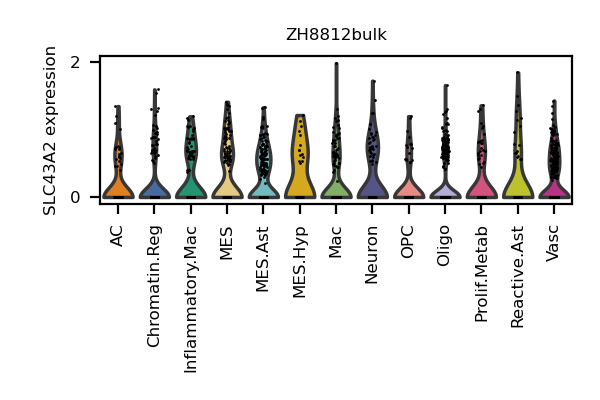 ZH8812bulk
SLC43A2 expression
2
0
AC
Chromatin.Reg
Inflammatory.Mac
MES
MES.Ast
MES.Hyp
Mac
Neuron
OPC
Oligo
Prolif.Metab
Reactive.Ast
Vasc